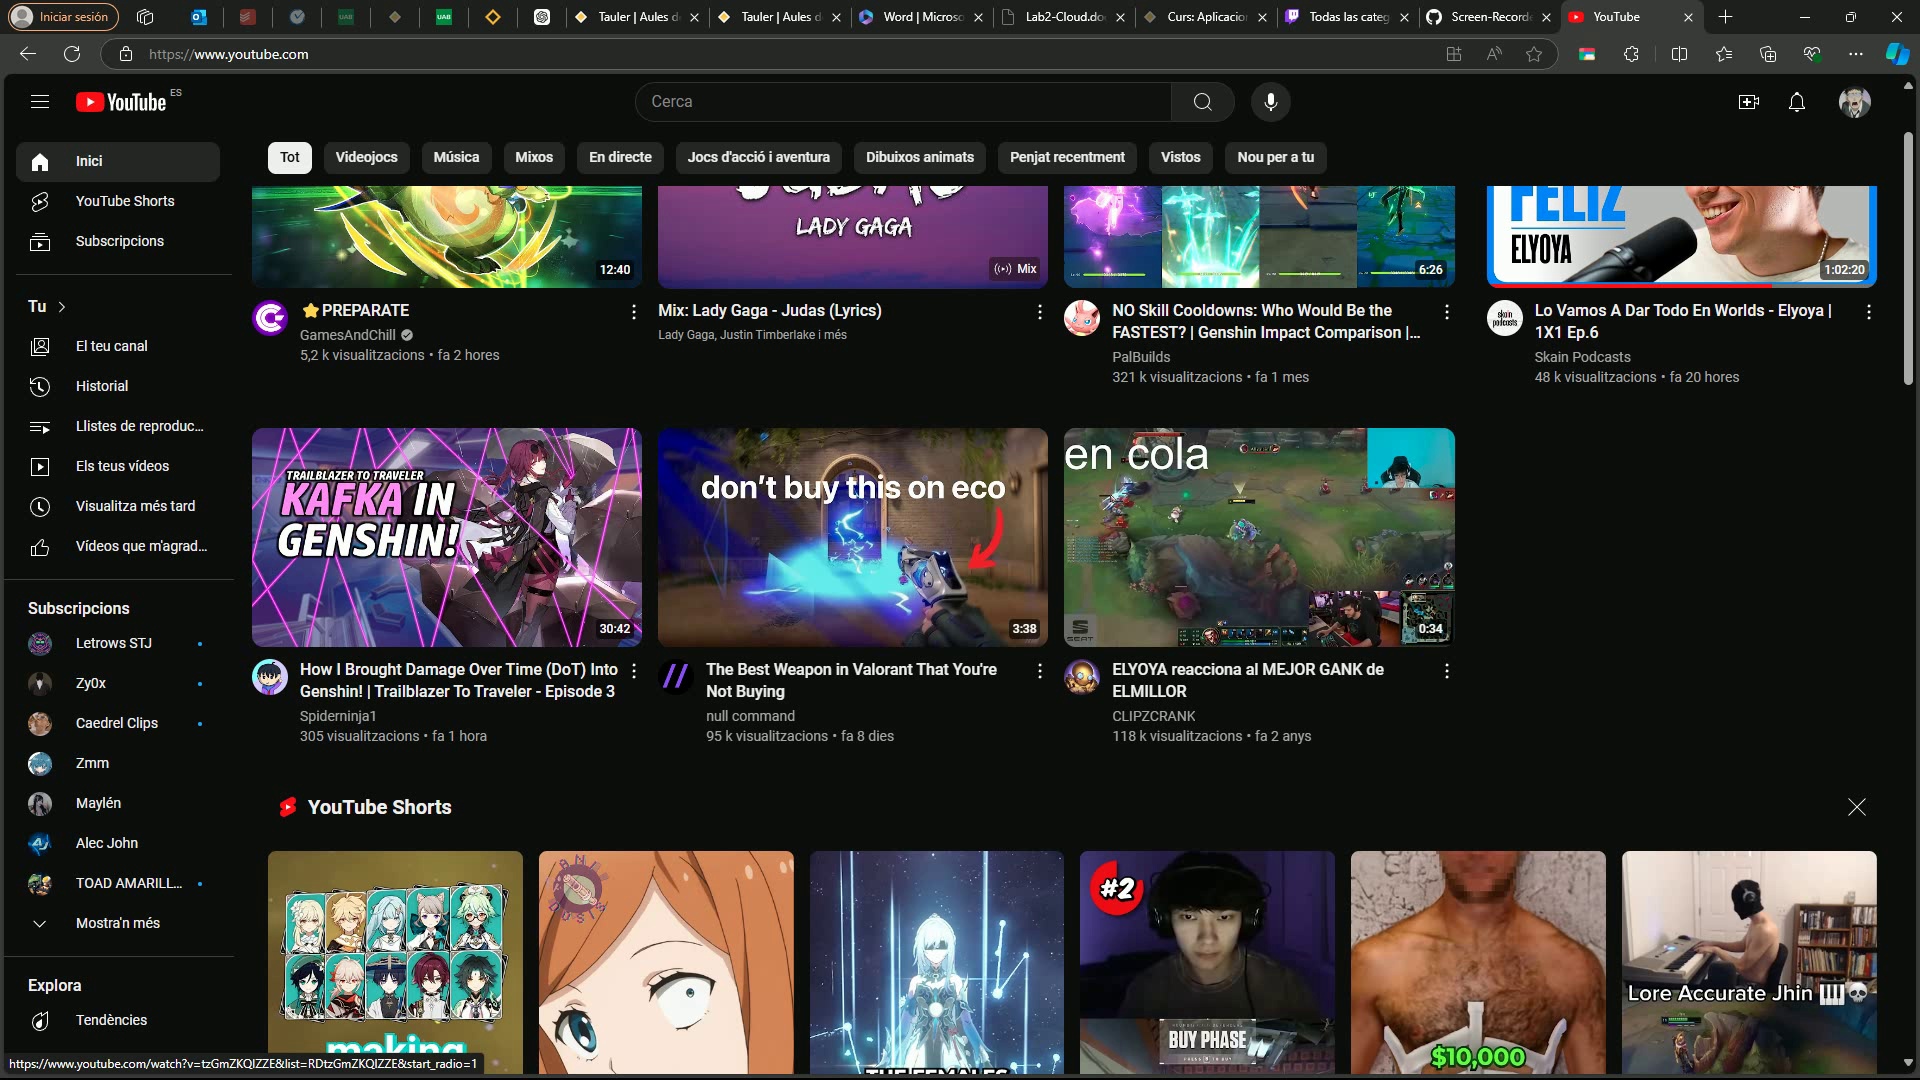 Iniciar sesión
Tauler | Aules d
Tauler | Aules d
Word | Micros
Lab2-Cloud.do
Curs: Aplicacio
Todas las categ
Screen-Record
YouTube
https://www.youtube.com
YouTube ES
Cerca
Tot
Videojocs
Música
Mixos
En directe
Jocs d'acció i aventura
Dibuixos animats
Penjat recentment
Vistos
Nou per a tu
Inici
YouTube Shorts
Subscripcions
Tu
El teu canal
Historial
Llistes de reproduc...
Els teus vídeos
Visualitza més tard
Vídeos que m'agrad...
Subscripcions
Letrows STJ
Zy0x
Caedrel Clips
Zmm
Maylén
Alec John
TOAD AMARILL...
Mostra'n més
Explora
Tendències
12:40
LADY GAGA
Mix
6:26
FELIZ
ELYOYA
1:02:20
⭐PREPARATE
GamesAndChill
5,2 k visualitzacions • fa 2 hores
Mix: Lady Gaga - Judas (Lyrics)
Lady Gaga, Justin Timberlake i més
NO Skill Cooldowns: Who Would Be the
FASTEST? | Genshin Impact Comparison |...
PalBuilds
321 k visualitzacions • fa 1 mes
skain
podcasts
Lo Vamos A Dar Todo En Worlds - Elyoya |
1X1 Ep.6
Skain Podcasts
48 k visualitzacions • fa 20 hores
TRAILBLAZER TO TRAVELER
KAFKA IN
GENSHIN!
30:42
don't buy this on eco
3:38
en cola
SEAT
0:34
How I Brought Damage Over Time (DoT) Into
Genshin! | Trailblazer To Traveler - Episode 3
Spiderninja1
305 visualitzacions • fa 1 hora
The Best Weapon in Valorant That You're
Not Buying
null command
95 k visualitzacions • fa 8 dies
ELYOYA reacciona al MEJOR GANK de
ELMILLOR
CLIPZCRANK
118 k visualitzacions • fa 2 anys
YouTube Shorts
making
THE FEMALES
#2
BUY PHASE
$10,000
Lore Accurate Jhin 🎹💀
https://www.youtube.com/watch?v=tzGmZKQIZZE&list=RDtzGmZKQIZZE&start_radio=1